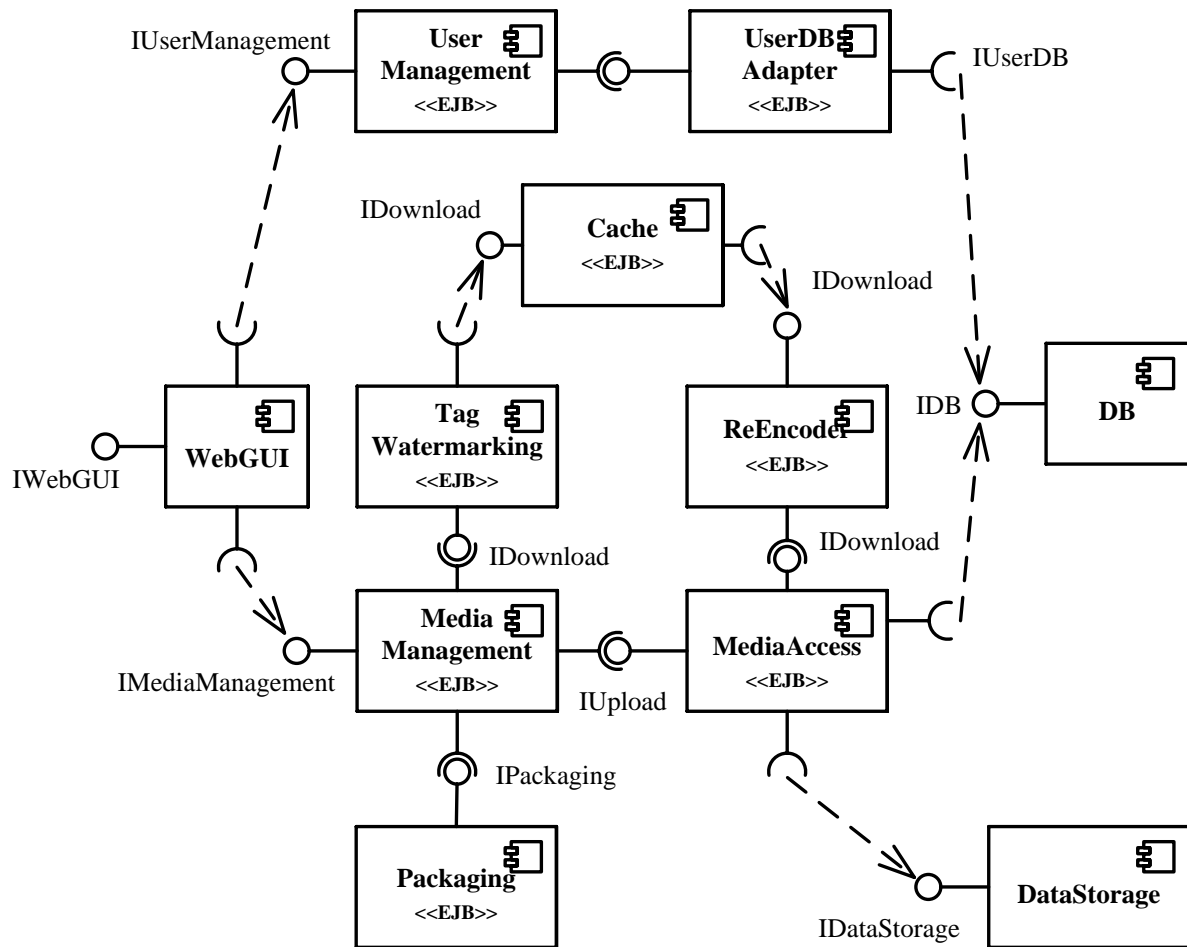 IUserManagement
User
Management
<<EJB>>
UserDB
Adapter
<<EJB>>
IUserDB
IDownload
Cache
<<EJB>>
IDownload
IWebGUI
WebGUI
Tag
Watermarking
<<EJB>>
ReEncoder
<<EJB>>
IDB
DB
IDownload
IDownload
IMediaManagement
Media
Management
<<EJB>>
IUpload
MediaAccess
<<EJB>>
IPackaging
Packaging
<<EJB>>
IDataStorage
DataStorage